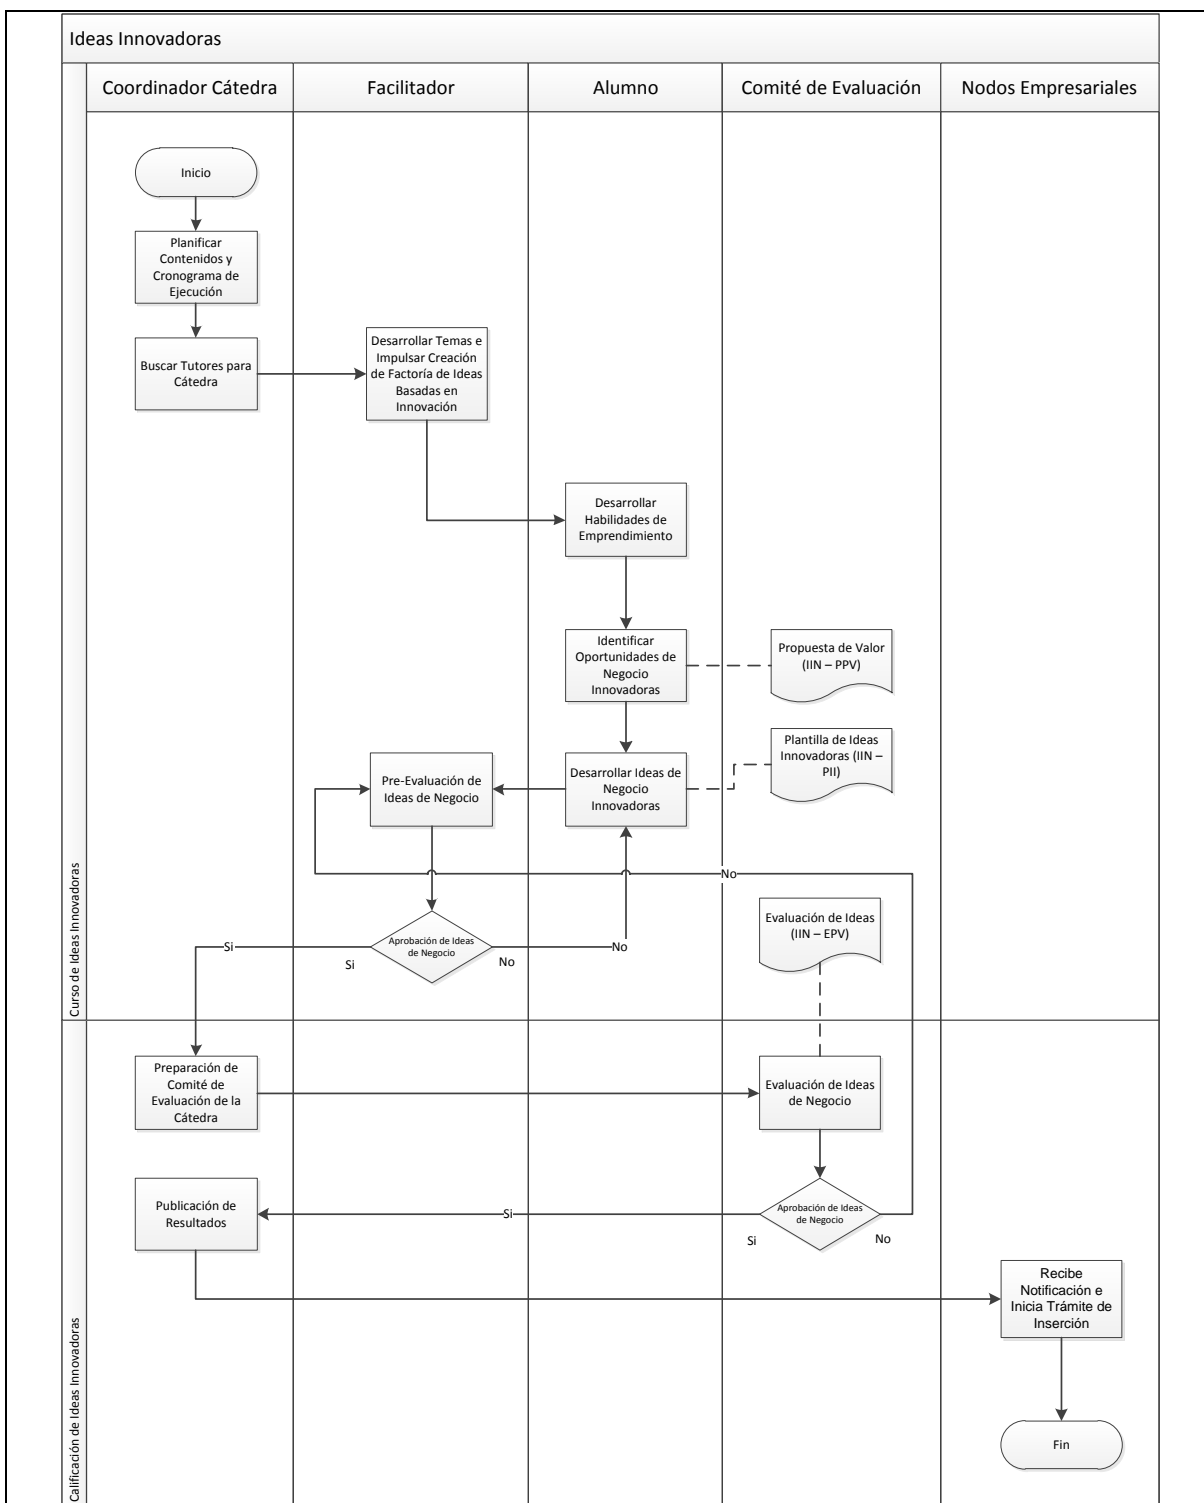 Ideas Innovadoras
Coordinador Cátedra
Facilitador
Alumno
Comité de Evaluación
Nodos Empresariales
Curso de Ideas Innovadoras
Inicio
Planificar
Contenidos y
Cronograma de
Ejecución
Buscar Tutores para
Cátedra
Desarrollar Temas e
Impulsar Creación
de Factoría de Ideas
Basadas en
Innovación
Desarrollar
Habilidades de
Emprendimiento
Identificar
Oportunidades de
Negocio
Innovadoras
Propuesta de Valor
(IIN – PPV)
Desarrollar Ideas de
Negocio
Innovadoras
Plantilla de Ideas
Innovadoras (IIN –
PII)
Pre-Evaluación de
Ideas de Negocio
No
Aprobación de Ideas
de Negocio
Si
Si
No
No
Evaluación de Ideas
(IIN – EPV)
Calificación de Ideas Innovadoras
Preparación de
Comité de
Evaluación de la
Cátedra
Evaluación de Ideas
de Negocio
Aprobación de Ideas
de Negocio
Si
Si
No
Publicación de
Resultados
Recibe
Notificación e
Inicia Trámite de
Inserción
Fin